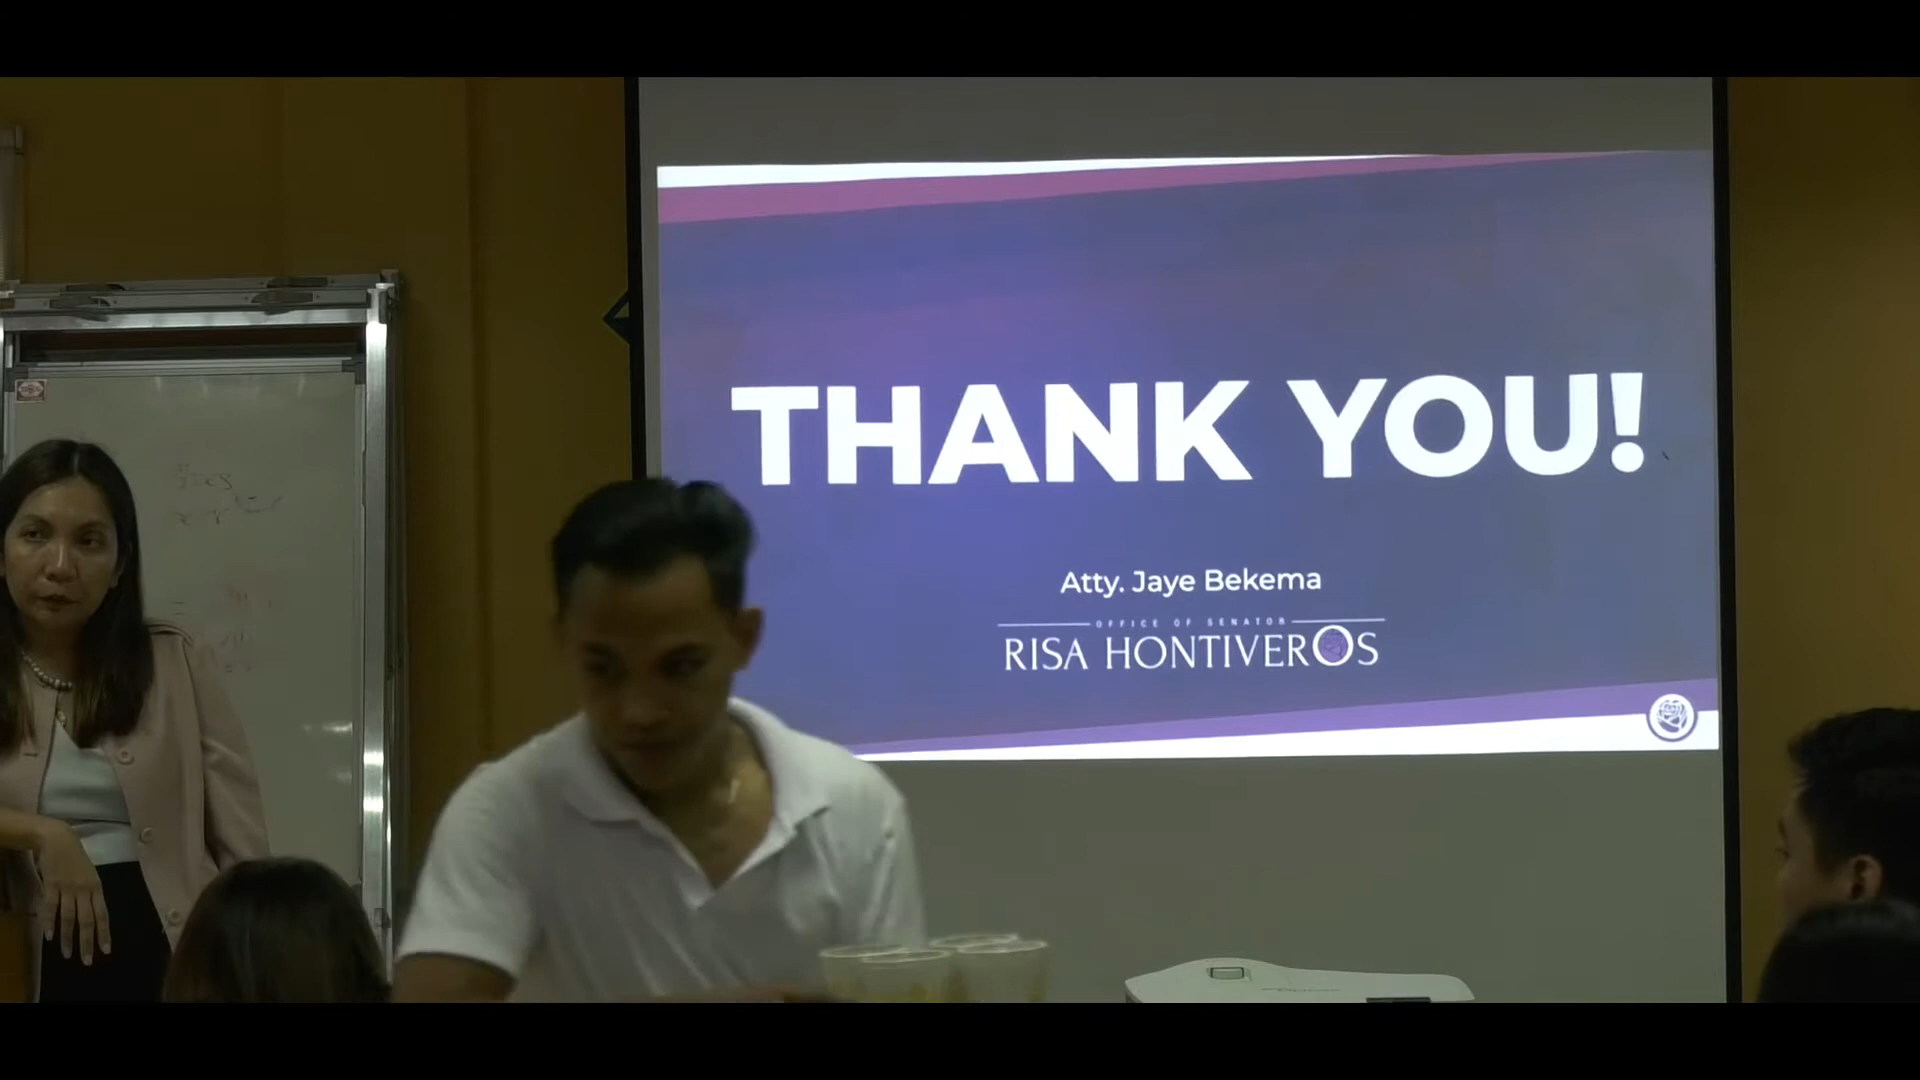 THANK YOU!
Atty. Jaye Bekema
OFFICE OF SENATOR
RISA HONTIVEROS